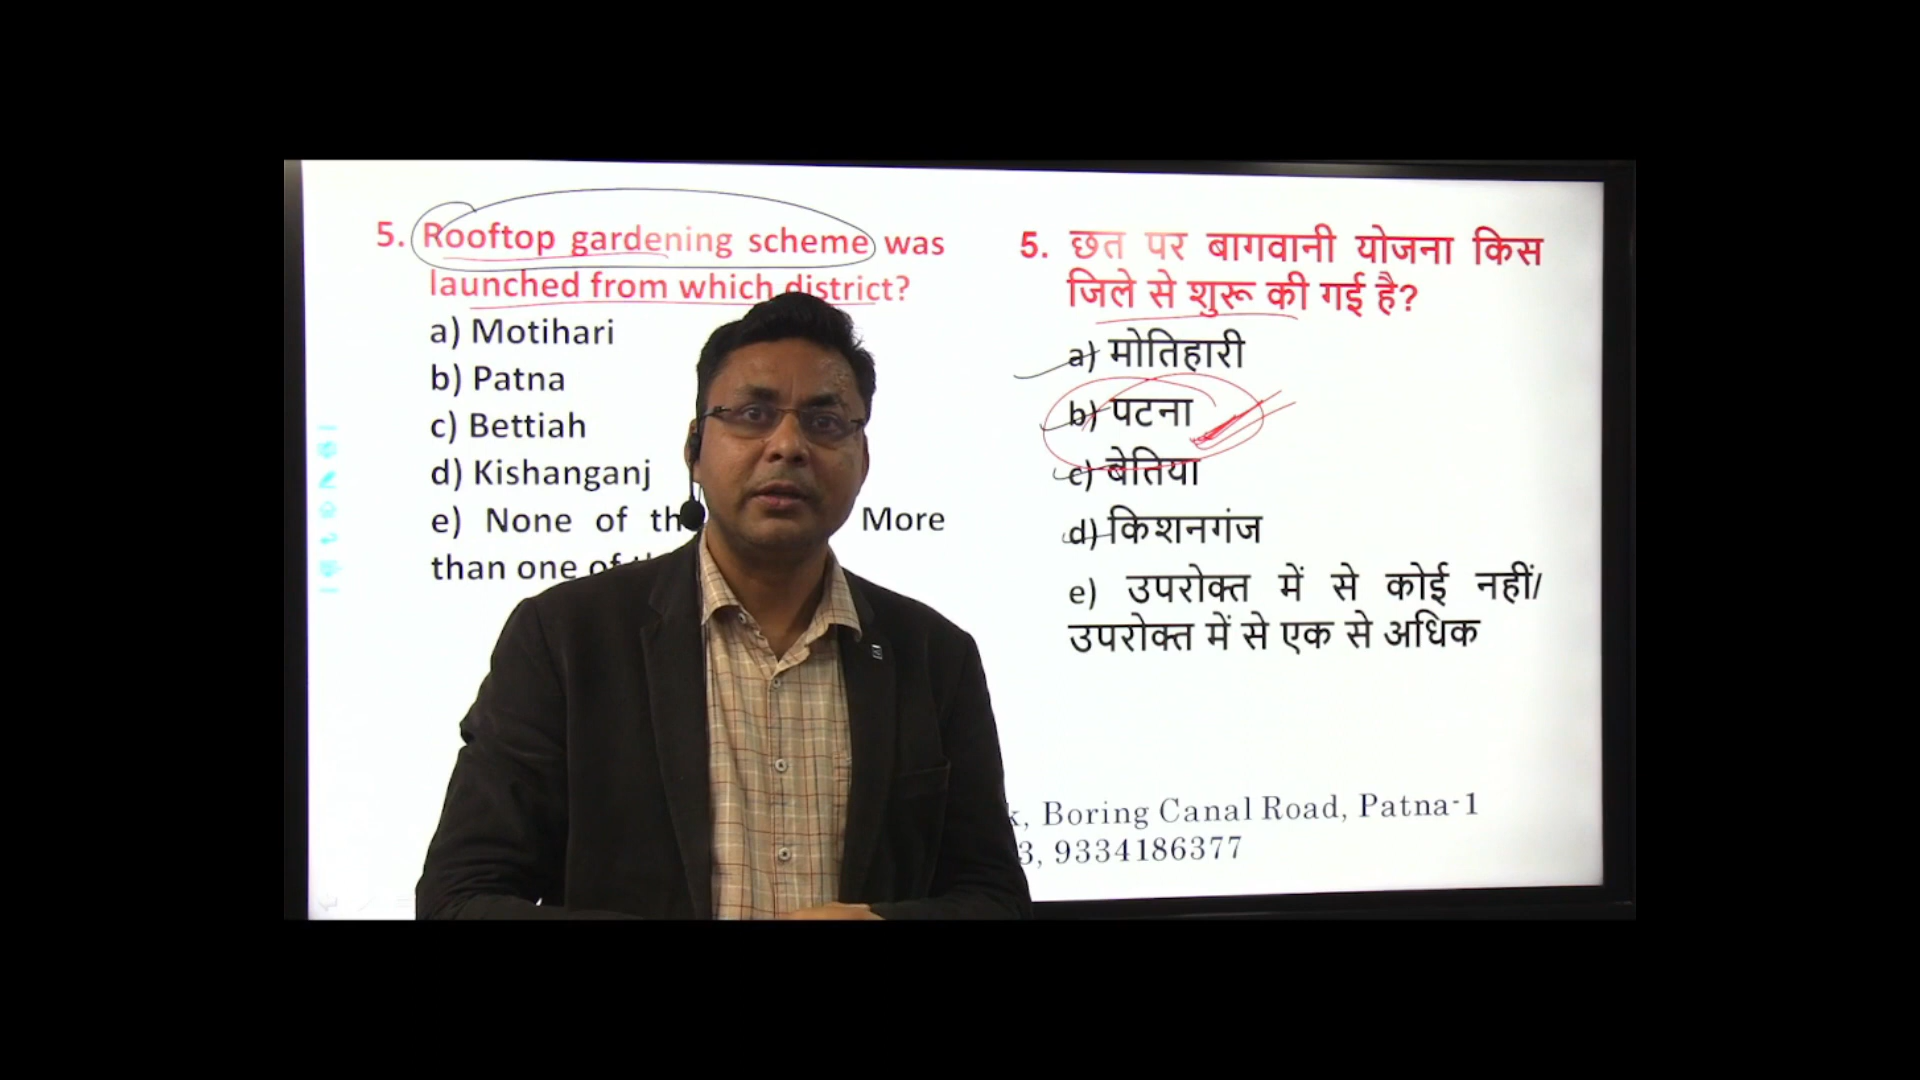 5. Rooftop gardening scheme was
launched from which district?
a) Motihari
b) Patna
c) Bettiah
d) Kishanganj
e) None of More
than one of
5. छत पर बागवानी योजना किस
जिले से शुरू की गई है?
a) मोतिहारी
b) पटना
c) बेतिया
d) किशनगंज
e) उपरोक्त में से कोई नहीं/
उपरोक्त में से एक से अधिक
Boring Canal Road, Patna-1
3, 9334186377